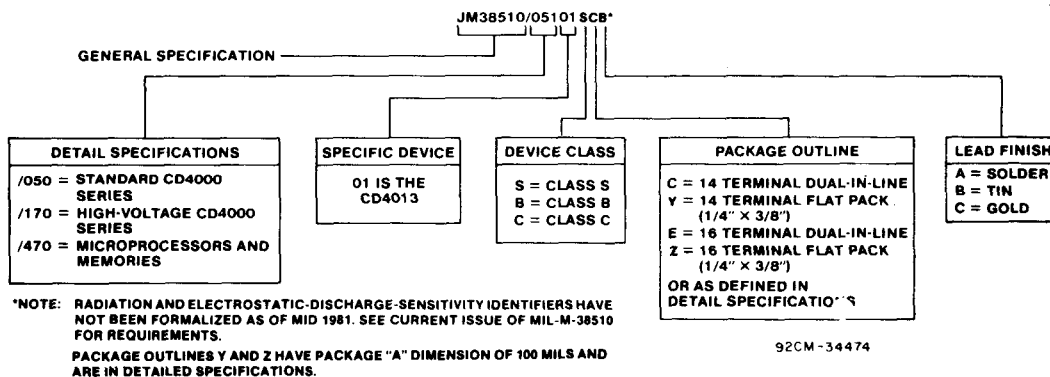 JM38510/05101SCB*
GENERAL SPECIFICATION
DETAIL SPECIFICATIONS
/050 = STANDARD CD4000
SERIES
/170 = HIGH-VOLTAGE CD4000
SERIES
/470 = MICROPROCESSORS AND
MEMORIES
SPECIFIC DEVICE
01 IS THE
CD4013
DEVICE CLASS
S = CLASS S
B = CLASS B
C = CLASS C
PACKAGE OUTLINE
C = 14 TERMINAL DUAL-IN-LINE
Y = 14 TERMINAL FLAT PACK
(1/4" × 3/8")
E = 16 TERMINAL DUAL-IN-LINE
Z = 16 TERMINAL FLAT PACK
(1/4" × 3/8")
OR AS DEFINED IN
DETAIL SPECIFICATIONS
LEAD FINISH
A = SOLDER
B = TIN
C = GOLD
*NOTE: RADIATION AND ELECTROSTATIC-DISCHARGE-SENSITIVITY IDENTIFIERS HAVE
NOT BEEN FORMALIZED AS OF MID 1981. SEE CURRENT ISSUE OF MIL-M-38510
FOR REQUIREMENTS.
PACKAGE OUTLINES Y AND Z HAVE PACKAGE "A" DIMENSION OF 100 MILS AND
ARE IN DETAILED SPECIFICATIONS.
92CM-34474